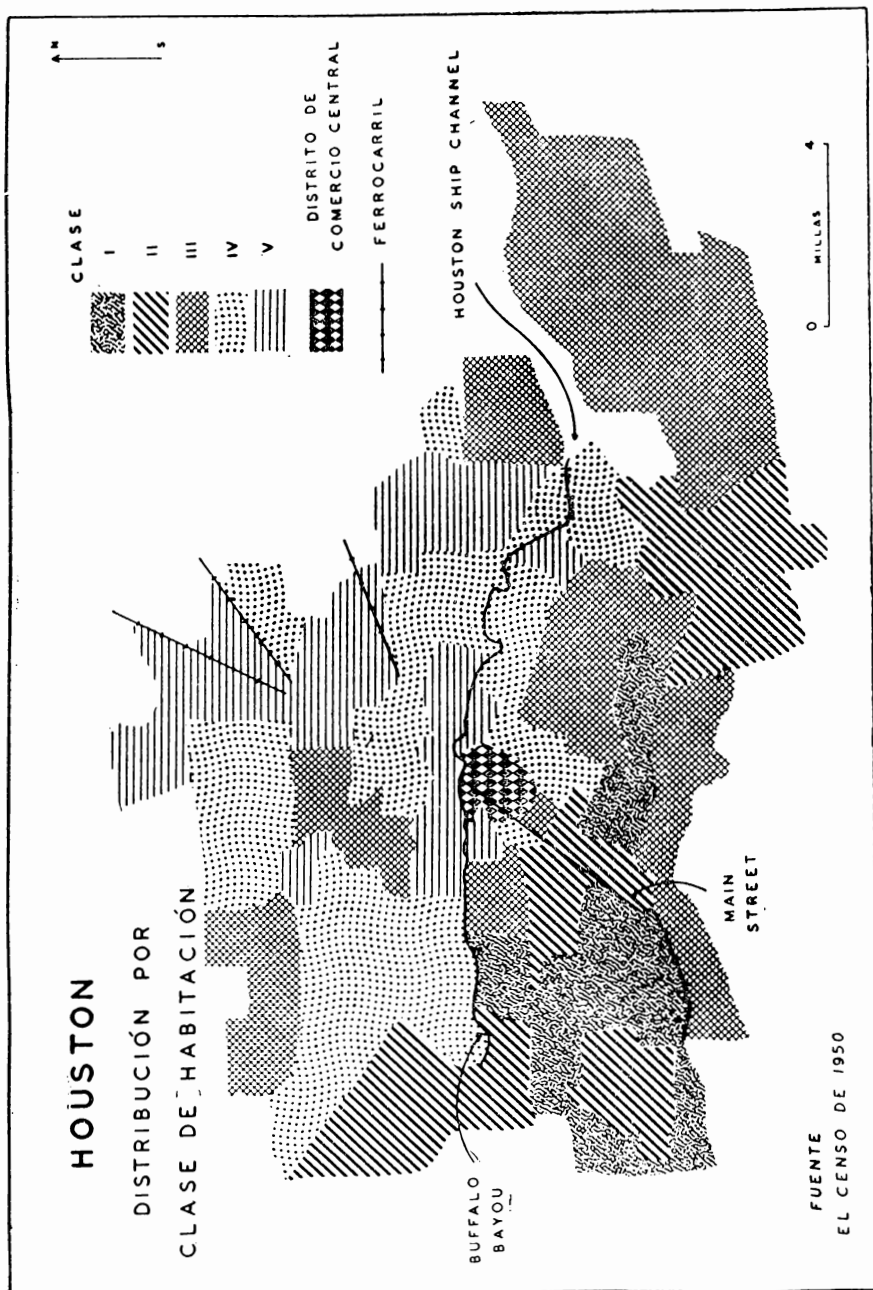 HOUSTON
DISTRIBUCIÓN POR
CLASE DE HABITACIÓN
CLASE
I
II
III
IV
V
DISTRITO DE
COMERCIO CENTRAL
FERROCARRIL
N
S
HOUSTON SHIP CHANNEL
BUFFALO
BAYOU
MAIN
STREET
0 MILLAS 4
FUENTE
EL CENSO DE 1950